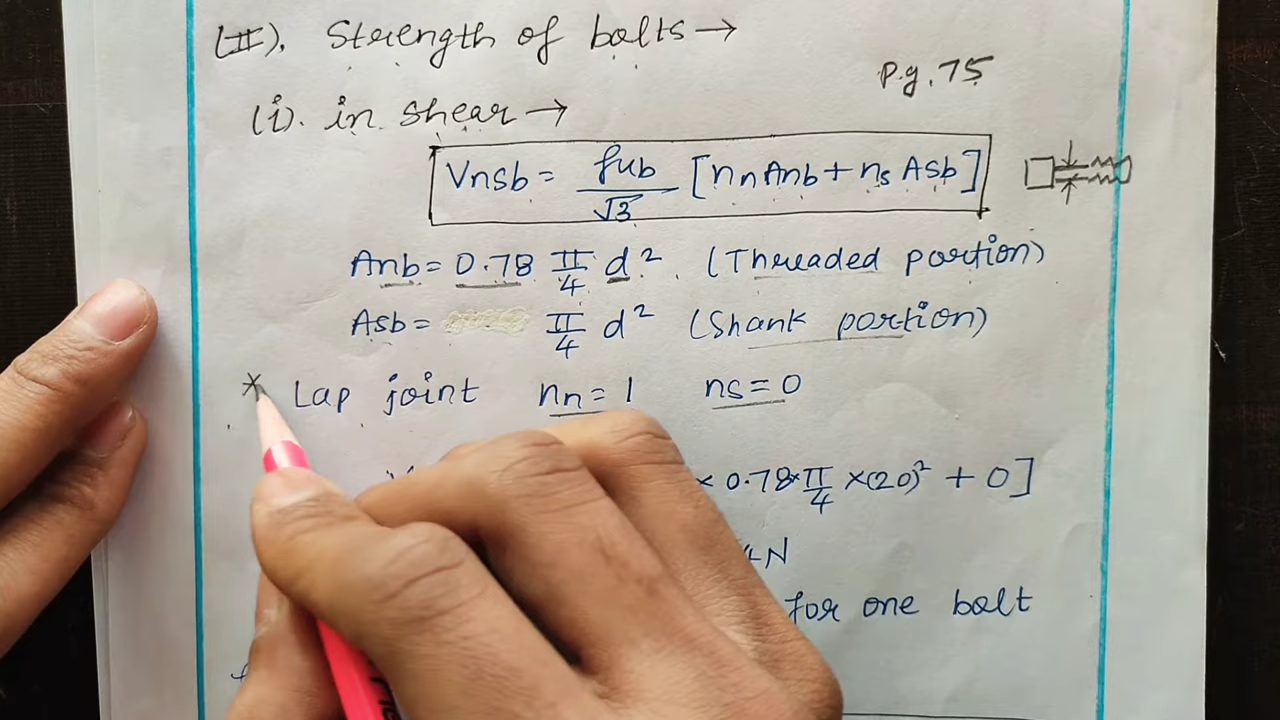 (II). Strength of bolts →
P.g. 75
(i). in shear →
Vnsb = fub/√3 [nn Anb + ns Asb]
Anb = 0.78 π/4 d². (Threaded portion)
Asb = π/4 d² (Shank portion)
* Lap joint nn = 1 ns = 0
× 0.78 × π/4 × (20)² + 0]
N
for one bolt